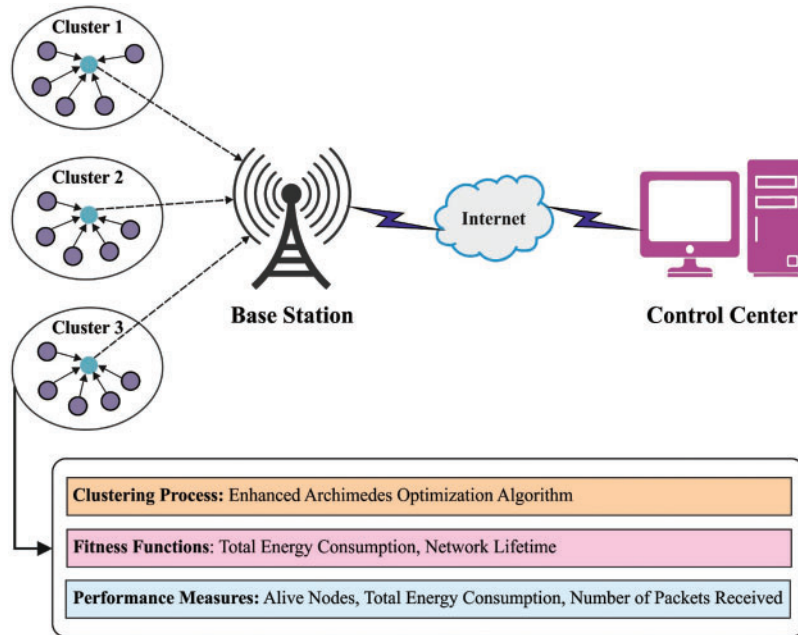 Cluster 1
Cluster 2
Internet
Base Station
Control Center
Cluster 3
Clustering Process: Enhanced Archimedes Optimization Algorithm
Fitness Functions: Total Energy Consumption, Network Lifetime
Performance Measures: Alive Nodes, Total Energy Consumption, Number of Packets Received